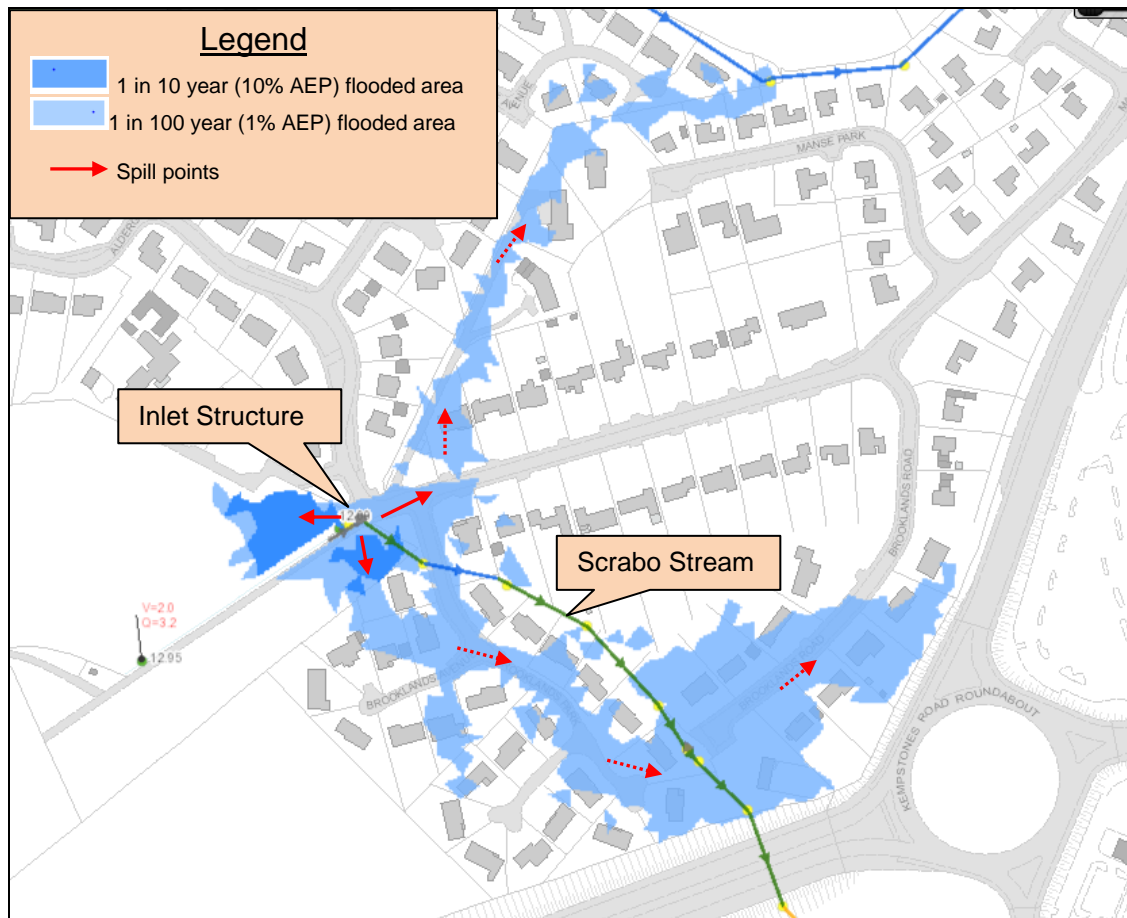 Legend
1 in 10 year (10% AEP) flooded area
1 in 100 year (1% AEP) flooded area
Spill points
MANSE PARK
Inlet Structure
Scrabo Stream
BROOKLANDS ROAD
V=2.0
Q=3.2
12.95
KEMPSTONES ROAD ROUNDABOUT